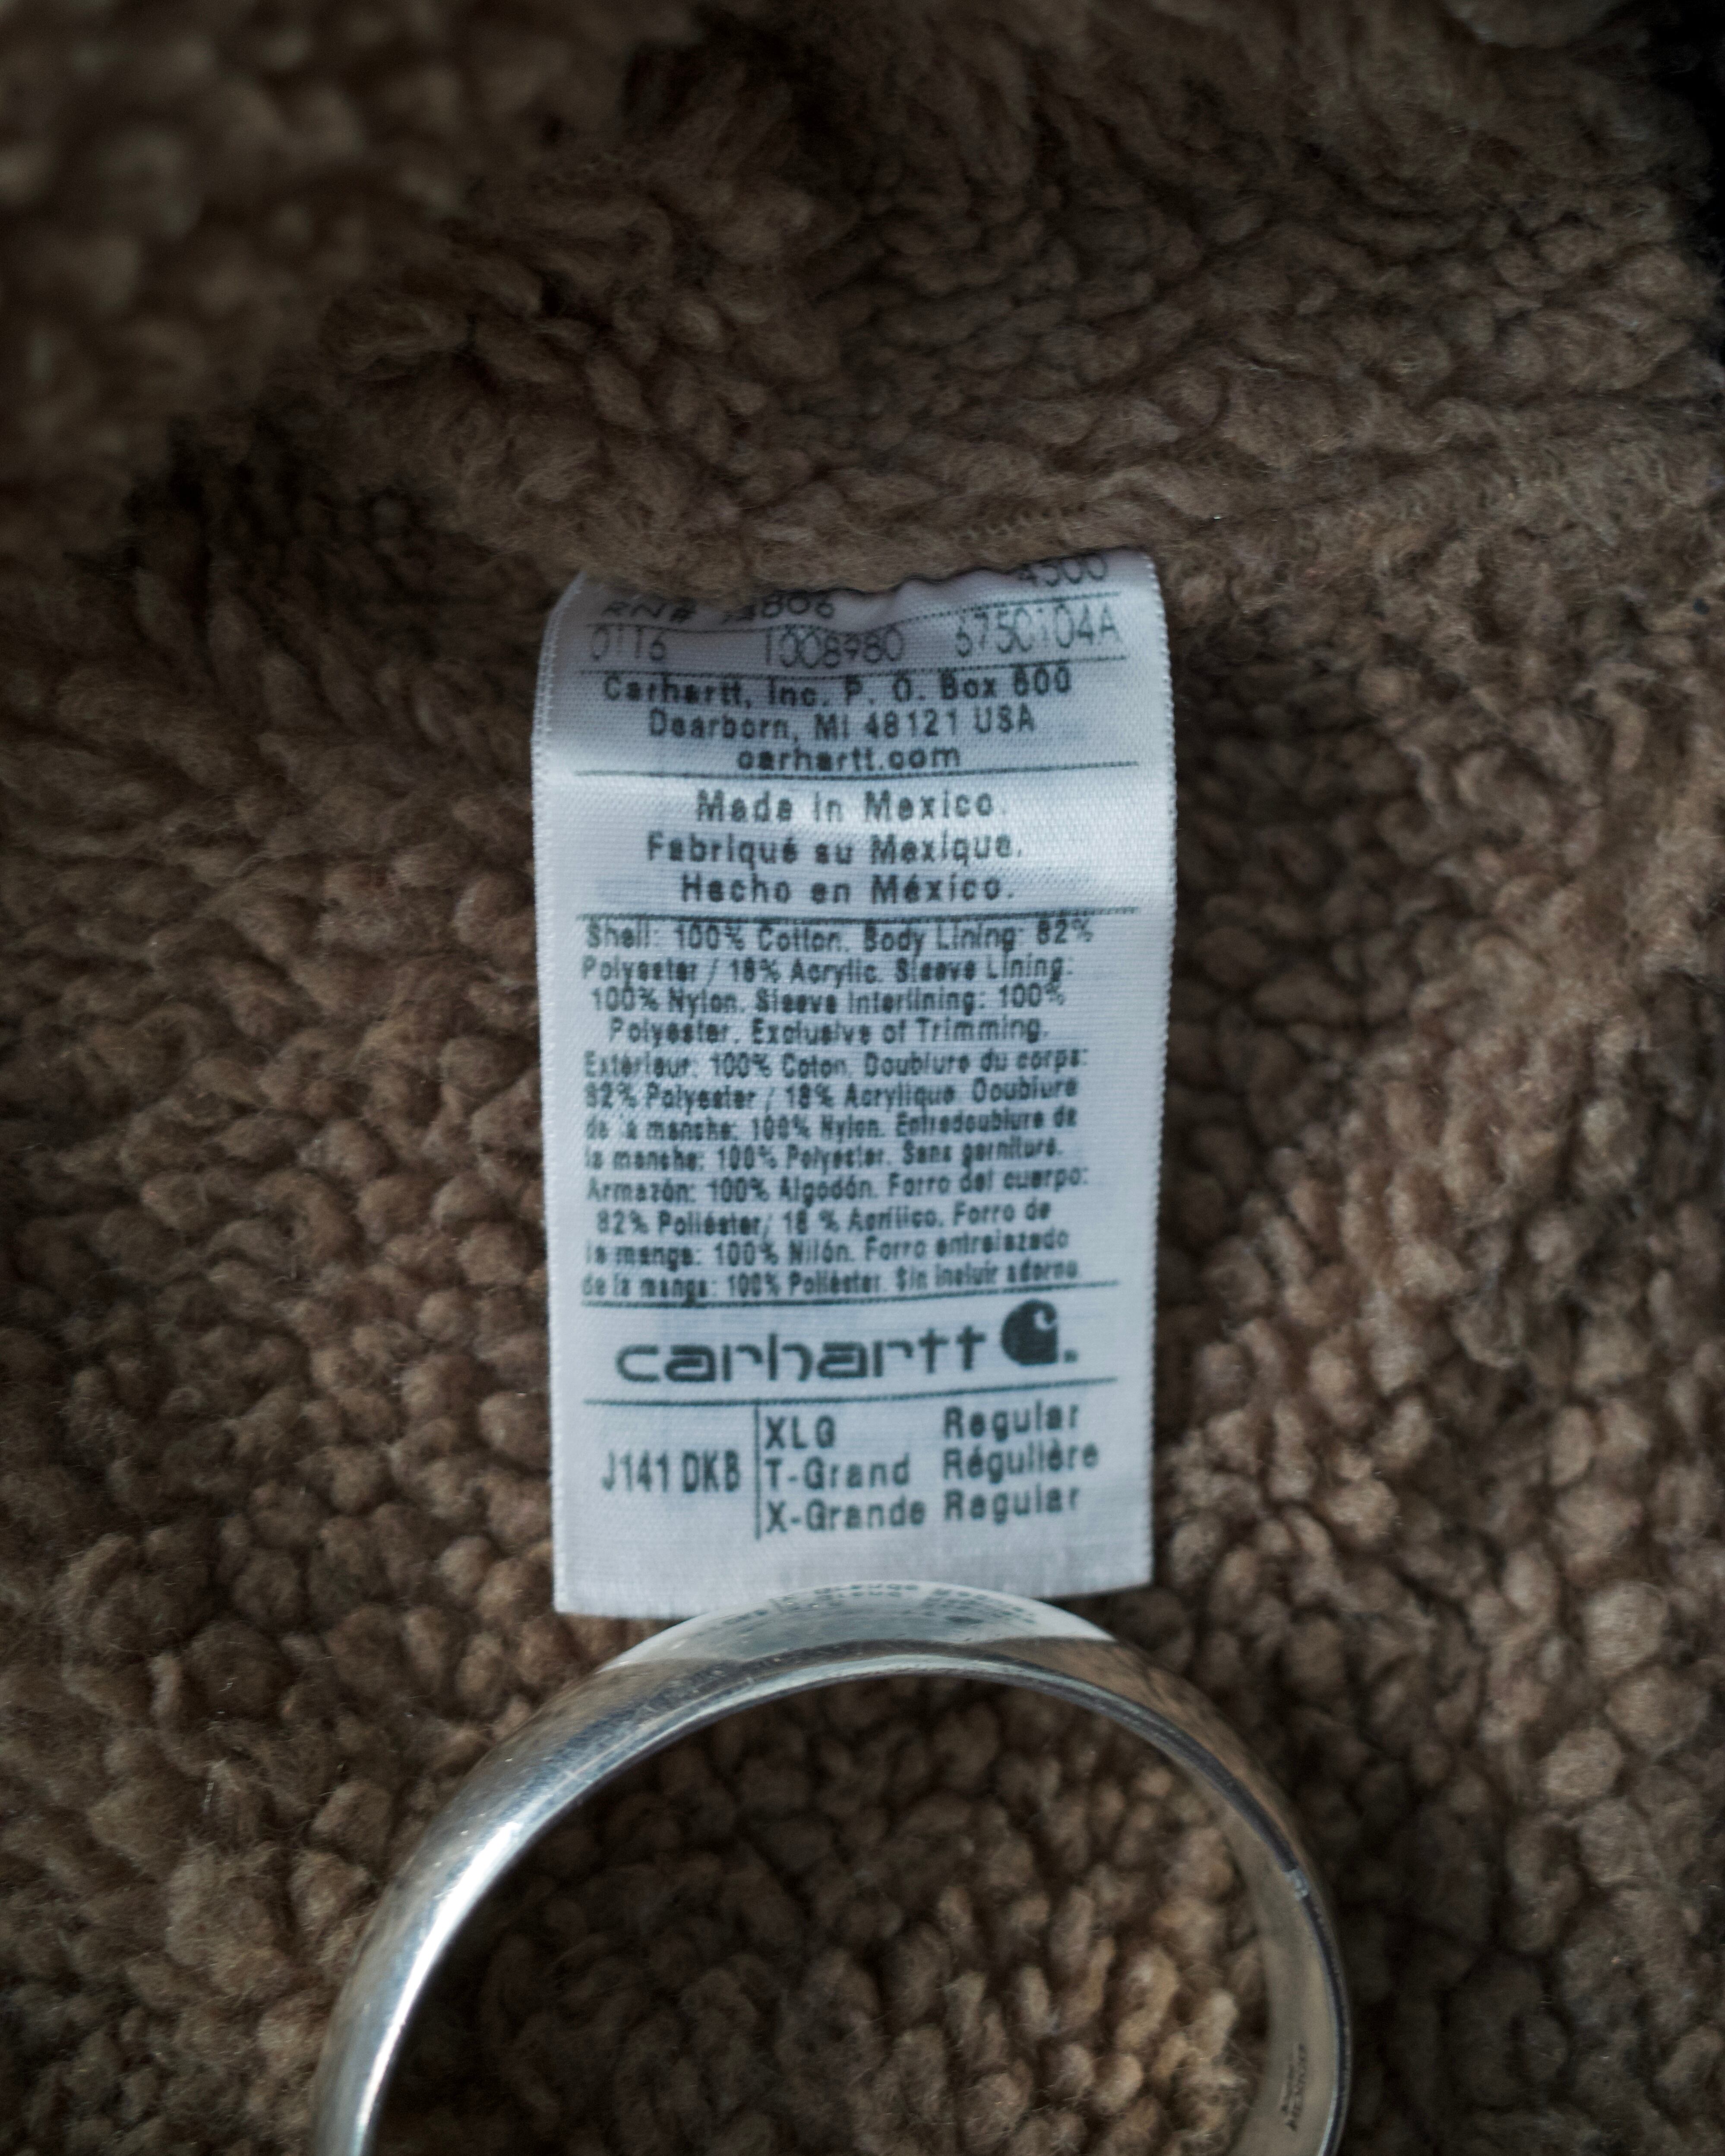 4500
RN#
0116 1008980 6750104A
Carhartt, Inc. P. O. Box 600
Dearborn, MI 48121 USA
carhartt.com
Made in Mexico.
Fabriqué au Mexique.
Hecho en México.
Shell: 100% Cotton. Body Lining: 82%
Polyester / 18% Acrylic. Sleeve Lining:
100% Nylon. Sleeve Interlining: 100%
Polyester. Exclusive of Trimming.
Extérieur: 100% Coton. Doublure du corps:
82% Polyester / 18% Acrylique. Doublure
de la manche: 100% Nylon. Entredoublure de
la manche: 100% Polyester. Sans garniture.
Armazón: 100% Algodón. Forro del cuerpo:
82% Poliéster/ 18 % Acrílico. Forro de
la manga: 100% Nilón. Forro entrelazado
de la manga: 100% Poliéster. Sin incluir adorno.
carhartt
J141 DKB
XLG Regular
T-Grand Régulière
X-Grande Regular